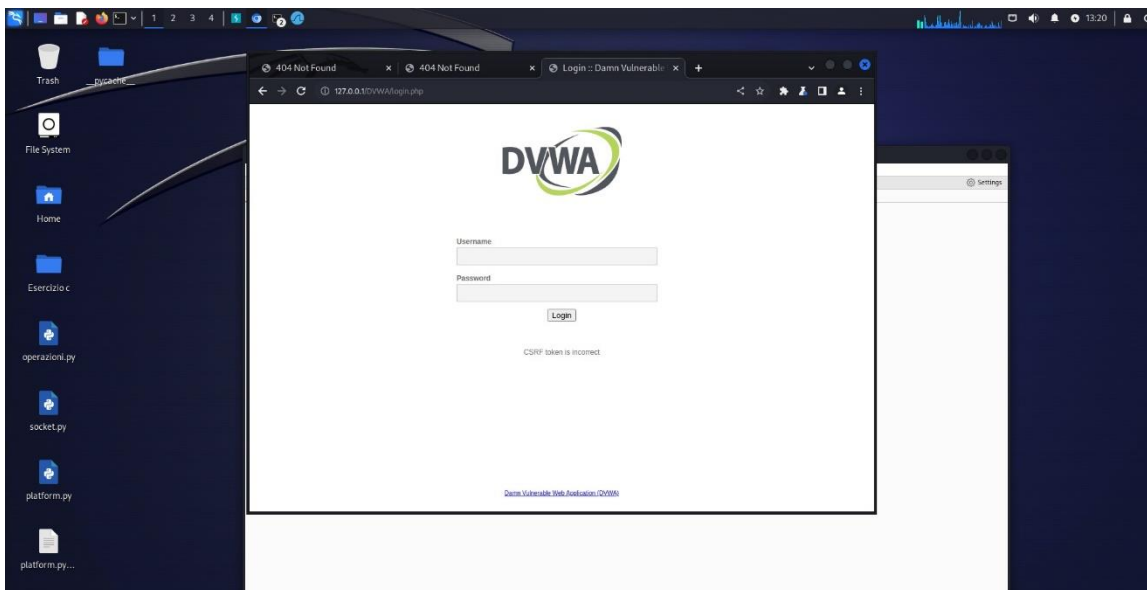 1 2 3 4
13:20
Trash
__pycache__
File System
Home
Esercizio c
operazioni.py
socket.py
platform.py
platform.py...
404 Not Found
404 Not Found
Login :: Damn Vulnerable
127.0.0.1/DVWA/login.php
DVWA
Username
Password
Login
CSRF token is incorrect
Damn Vulnerable Web Application (DVWA)
Settings